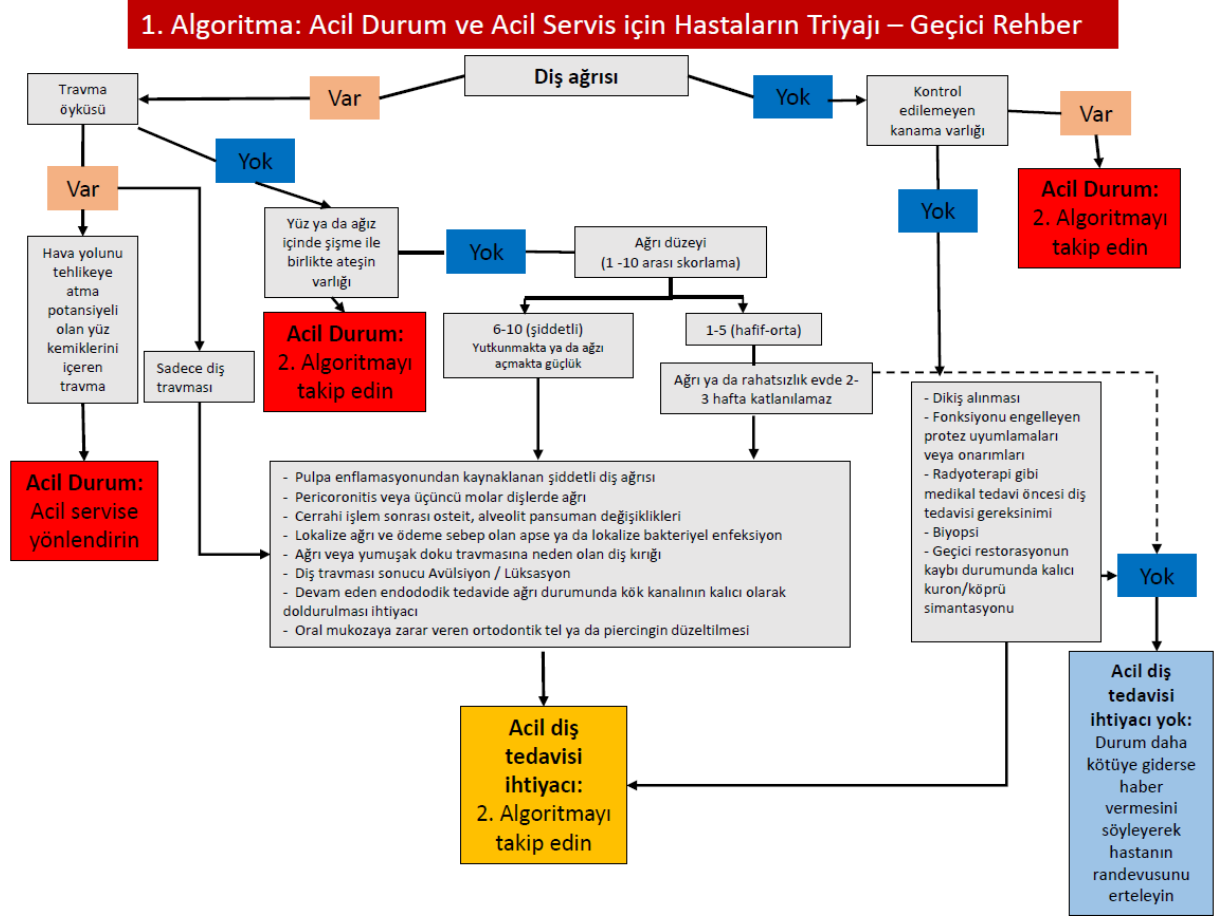 1. Algoritma: Acil Durum ve Acil Servis için Hastaların Triyajı – Geçici Rehber
Diş ağrısı
Var
Yok
Travma
öyküsü
Kontrol
edilemeyen
kanama varlığı
Var
Yok
Var
Acil Durum:
2. Algoritmayı
takip edin
Yok
Yüz ya da ağız
içinde şişme ile
birlikte ateşin
varlığı
Yok
Ağrı düzeyi
(1 -10 arası skorlama)
Hava yolunu
tehlikeye
atma
potansiyeli
olan yüz
kemiklerini
içeren
travma
Sadece diş
travması
Acil Durum:
2. Algoritmayı
takip edin
6-10 (şiddetli)
Yutkunmakta ya da ağzı
açmakta güçlük
1-5 (hafif-orta)
Ağrı ya da rahatsızlık evde 2-
3 hafta katlanılamaz
Acil Durum:
Acil servise
yönlendirin
- Pulpa enflamasyonundan kaynaklanan şiddetli diş ağrısı
- Pericoronitis veya üçüncü molar dişlerde ağrı
- Cerrahi işlem sonrası osteit, alveolit pansuman değişiklikleri
- Lokalize ağrı ve ödeme sebep olan apse ya da lokalize bakteriyel enfeksiyon
- Ağrı veya yumuşak doku travmasına neden olan diş kırığı
- Diş travması sonucu Avülsiyon / Lüksasyon
- Devam eden endododik tedavide ağrı durumunda kök kanalının kalıcı olarak
doldurulması ihtiyacı
- Oral mukozaya zarar veren ortodontik tel ya da piercingin düzeltilmesi
- Dikiş alınması
- Fonksiyonu engelleyen
protez uyumlamaları
veya onarımları
- Radyoterapi gibi
medikal tedavi öncesi diş
tedavisi gereksinimi
- Biyopsi
- Geçici restorasyonun
kaybı durumunda kalıcı
kuron/köprü
simantasyonu
Yok
Acil diş
tedavisi
ihtiyacı:
2. Algoritmayı
takip edin
Acil diş
tedavisi
ihtiyacı yok:
Durum daha
kötüye giderse
haber
vermesini
söyleyerek
hastanın
randevusunu
erteleyin